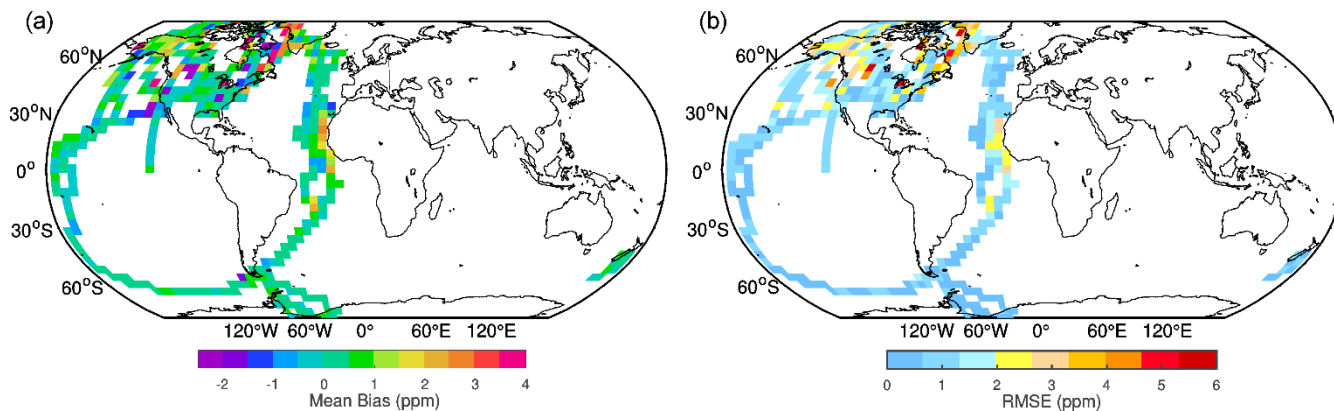 (a)
60°N
30°N
0°
30°S
60°S
120°W 60°W 0° 60°E 120°E
-2 -1 0 1 2 3 4
Mean Bias (ppm)
(b)
60°N
30°N
0°
30°S
60°S
120°W 60°W 0° 60°E 120°E
0 1 2 3 4 5 6
RMSE (ppm)